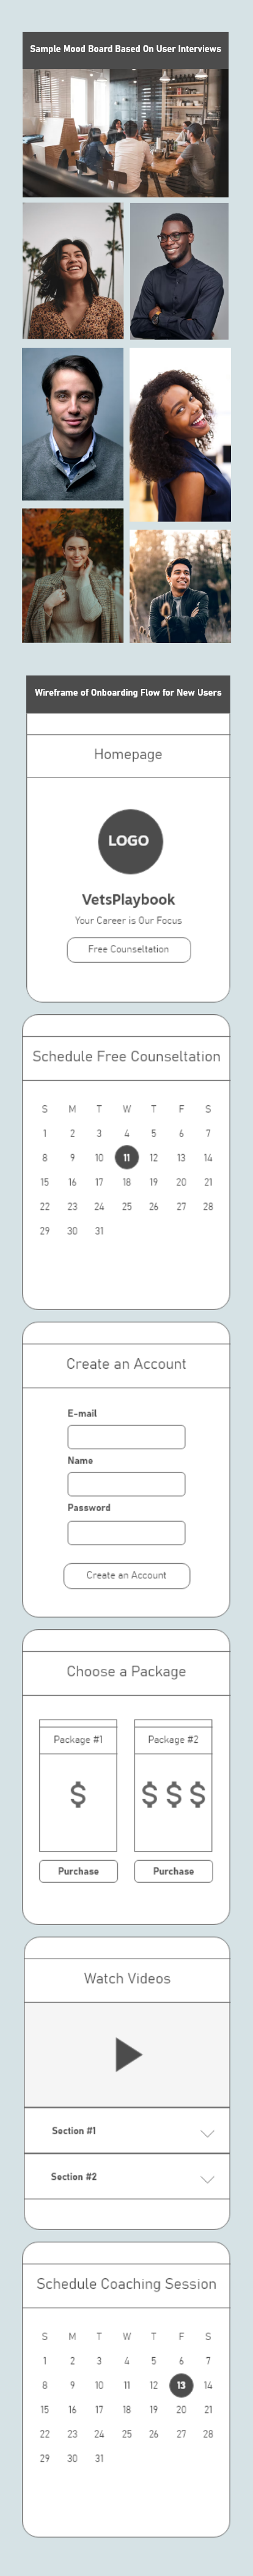 Sample Mood Board Based On User Interviews
Wireframe of Onboarding Flow for New Users
Homepage
LOGO
VetsPlaybook
Your Career is Our Focus
Free Counseltation
Schedule Free Counseltation
S M T W T F S
1 2 3 4 5 6 7
8 9 10 11 12 13 14
15 16 17 18 19 20 21
22 23 24 25 26 27 28
29 30 31
Create an Account
E-mail
Name
Password
Create an Account
Choose a Package
Package #1 Package #2
$ $ $ $
Purchase Purchase
Watch Videos
Section #1
Section #2
Schedule Coaching Session
S M T W T F S
1 2 3 4 5 6 7
8 9 10 11 12 13 14
15 16 17 18 19 20 21
22 23 24 25 26 27 28
29 30 31